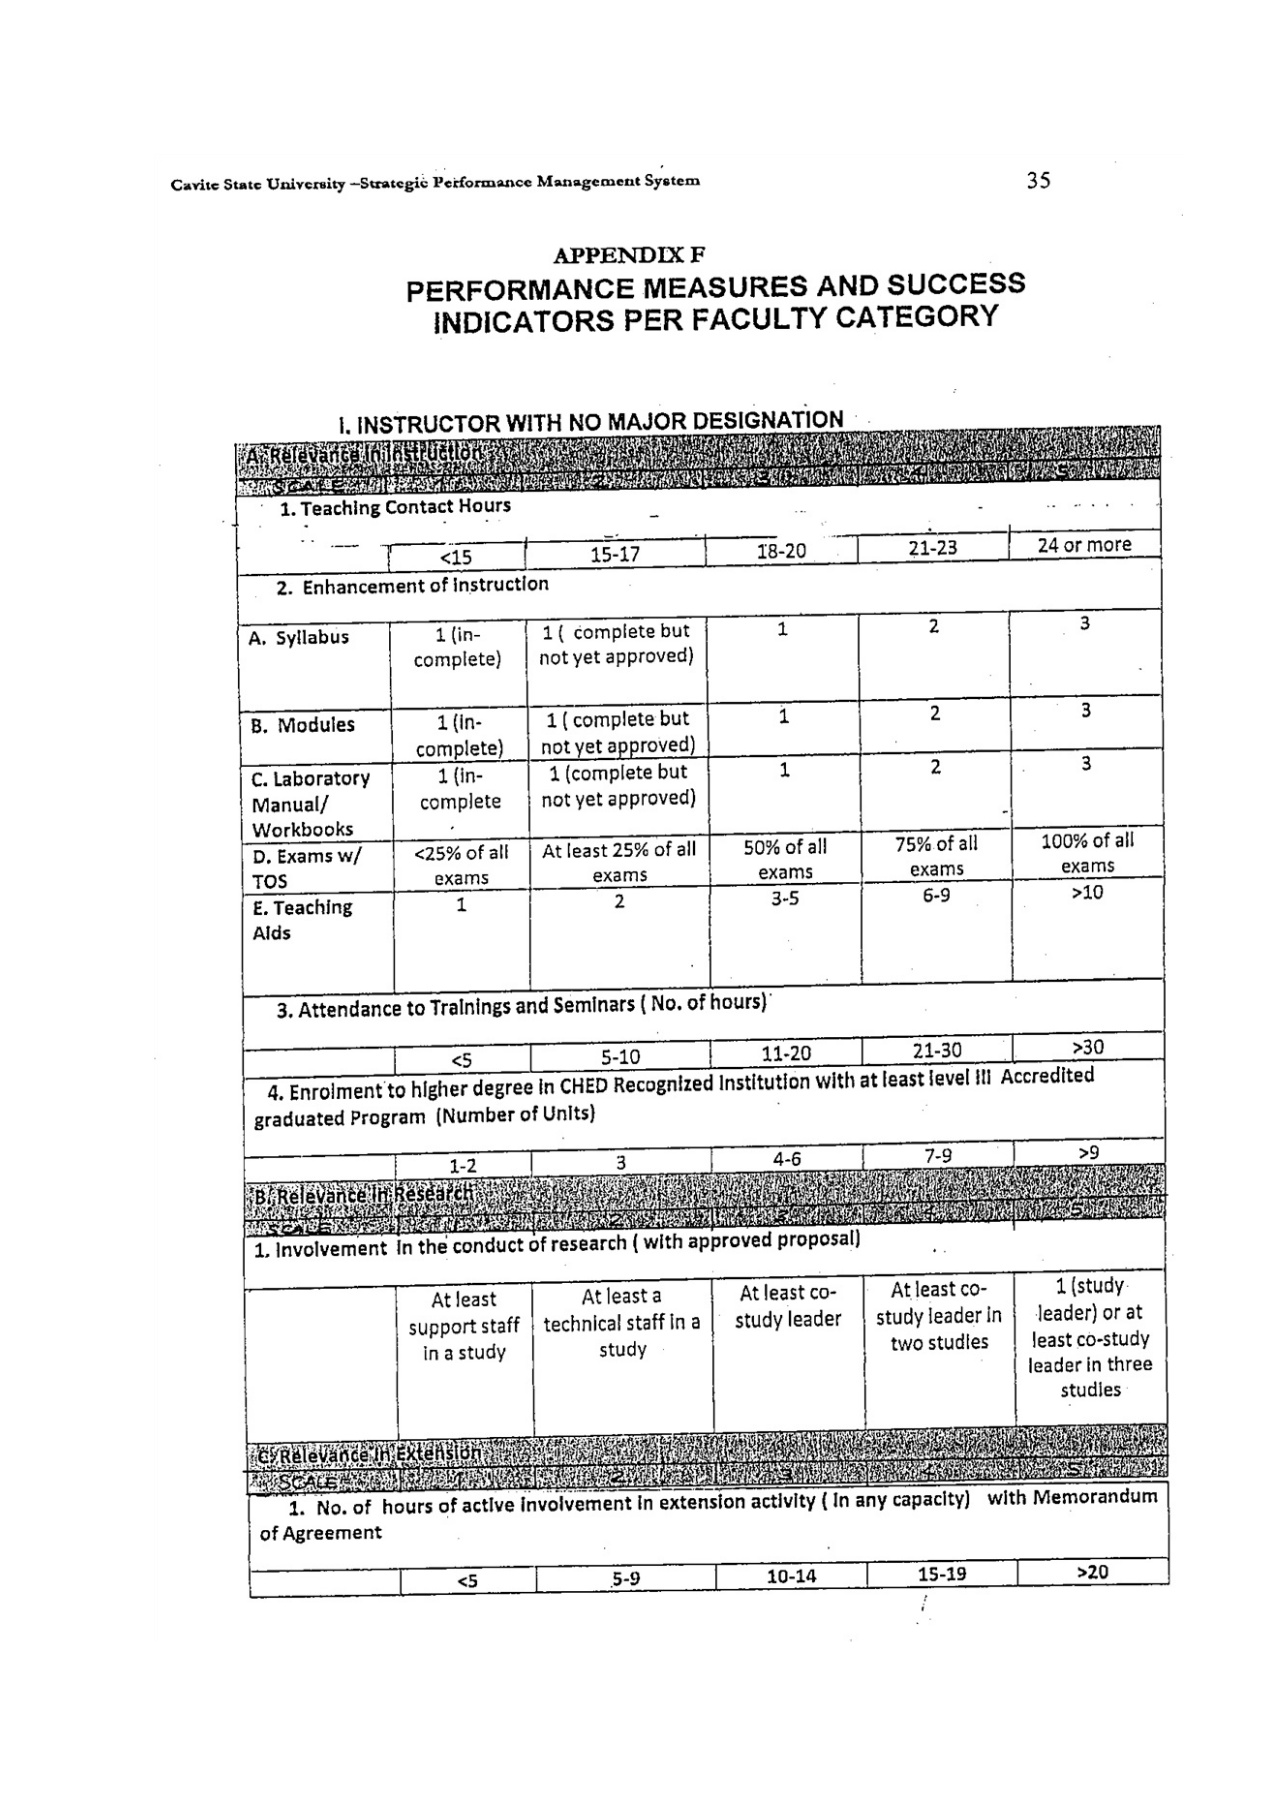 Cavite State University –Strategic Performance Management System 35
APPENDIX F
PERFORMANCE MEASURES AND SUCCESS
INDICATORS PER FACULTY CATEGORY
I. INSTRUCTOR WITH NO MAJOR DESIGNATION
A. Relevance in Instruction
SCALE 1 2 3 4 5
1. Teaching Contact Hours
<15 15-17 18-20 21-23 24 or more
2. Enhancement of Instruction
A. Syllabus 1 (in- 1 ( complete but 1 2 3
complete) not yet approved)
B. Modules 1 (in- 1 ( complete but 1 2 3
complete) not yet approved)
C. Laboratory 1 (in- 1 (complete but 1 2 3
Manual/ complete not yet approved)
Workbooks
D. Exams w/ <25% of all At least 25% of all 50% of all 75% of all 100% of all
TOS exams exams exams exams exams
E. Teaching 1 2 3-5 6-9 >10
Aids
3. Attendance to Trainings and Seminars ( No. of hours)
<5 5-10 11-20 21-30 >30
4. Enrolment to higher degree in CHED Recognized Institution with at least level III Accredited
graduated Program (Number of Units)
1-2 3 4-6 7-9 >9
B. Relevance in Research
SCALE 1 2 3 4 5
1. Involvement in the conduct of research ( with approved proposal)
At least At least a At least co- At least co- 1 (study
support staff technical staff in a study leader study leader in leader) or at
in a study study two studies least co-study
leader in three
studies
C. Relevance in Extension
SCALE 1 2 3 4 5
1. No. of hours of active involvement in extension activity ( in any capacity) with Memorandum
of Agreement
<5 5-9 10-14 15-19 >20